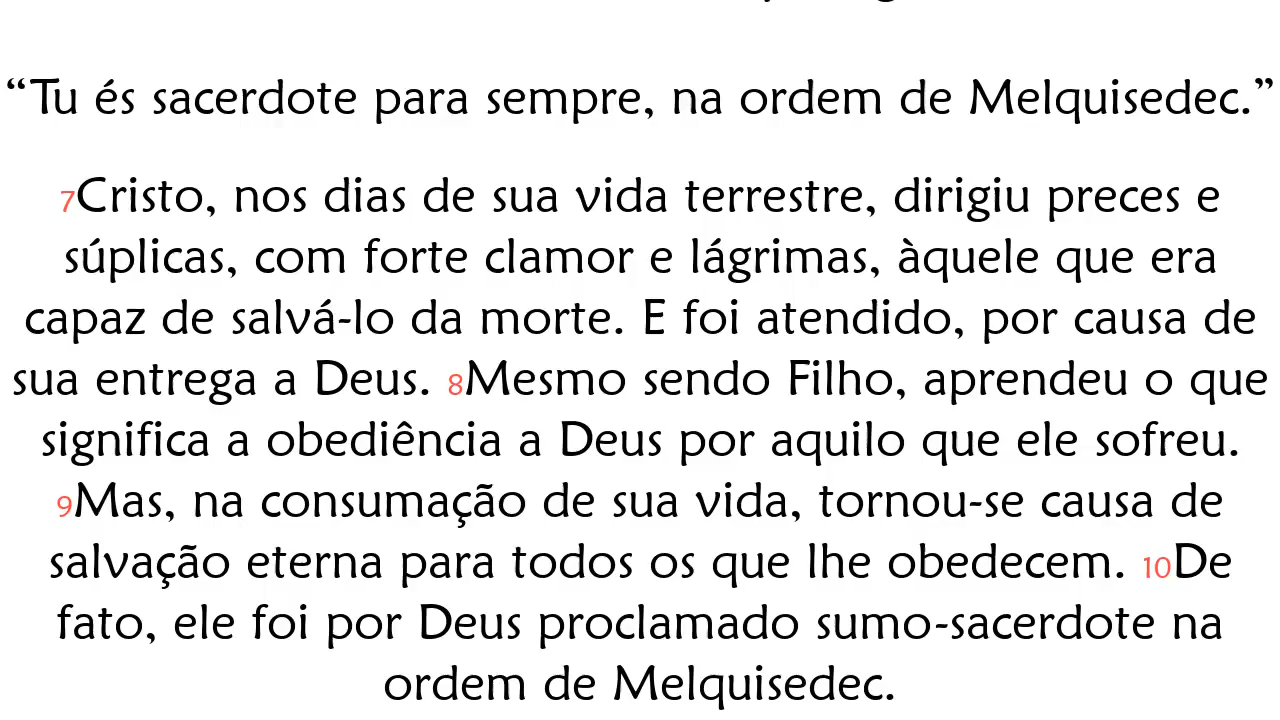 “Tu és sacerdote para sempre, na ordem de Melquisedec.”
7Cristo, nos dias de sua vida terrestre, dirigiu preces e
súplicas, com forte clamor e lágrimas, àquele que era
capaz de salvá-lo da morte. E foi atendido, por causa de
sua entrega a Deus. 8Mesmo sendo Filho, aprendeu o que
significa a obediência a Deus por aquilo que ele sofreu.
9Mas, na consumação de sua vida, tornou-se causa de
salvação eterna para todos os que lhe obedecem. 10De
fato, ele foi por Deus proclamado sumo-sacerdote na
ordem de Melquisedec.